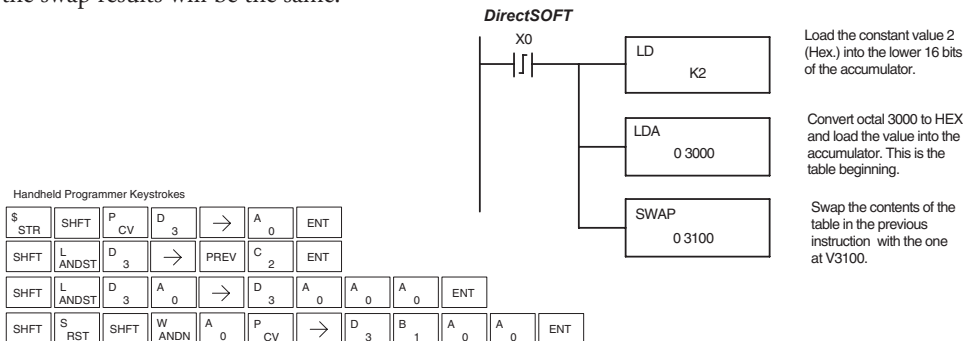 the swap results will be the same.
DirectSOFT
X0
LD
K2
Load the constant value 2
(Hex.) into the lower 16 bits
of the accumulator.
LDA
0 3000
Convert octal 3000 to HEX
and load the value into the
accumulator. This is the
table beginning.
SWAP
0 3100
Swap the contents of the
table in the previous
instruction with the one
at V3100.
Handheld Programmer Keystrokes
$ STR SHFT P CV D 3 → A 0 ENT
SHFT L ANDST D 3 → PREV C 2 ENT
SHFT L ANDST D 3 A 0 → D 3 A 0 A 0 A 0 ENT
SHFT S RST SHFT W ANDN A 0 P CV → D 3 B 1 A 0 A 0 ENT